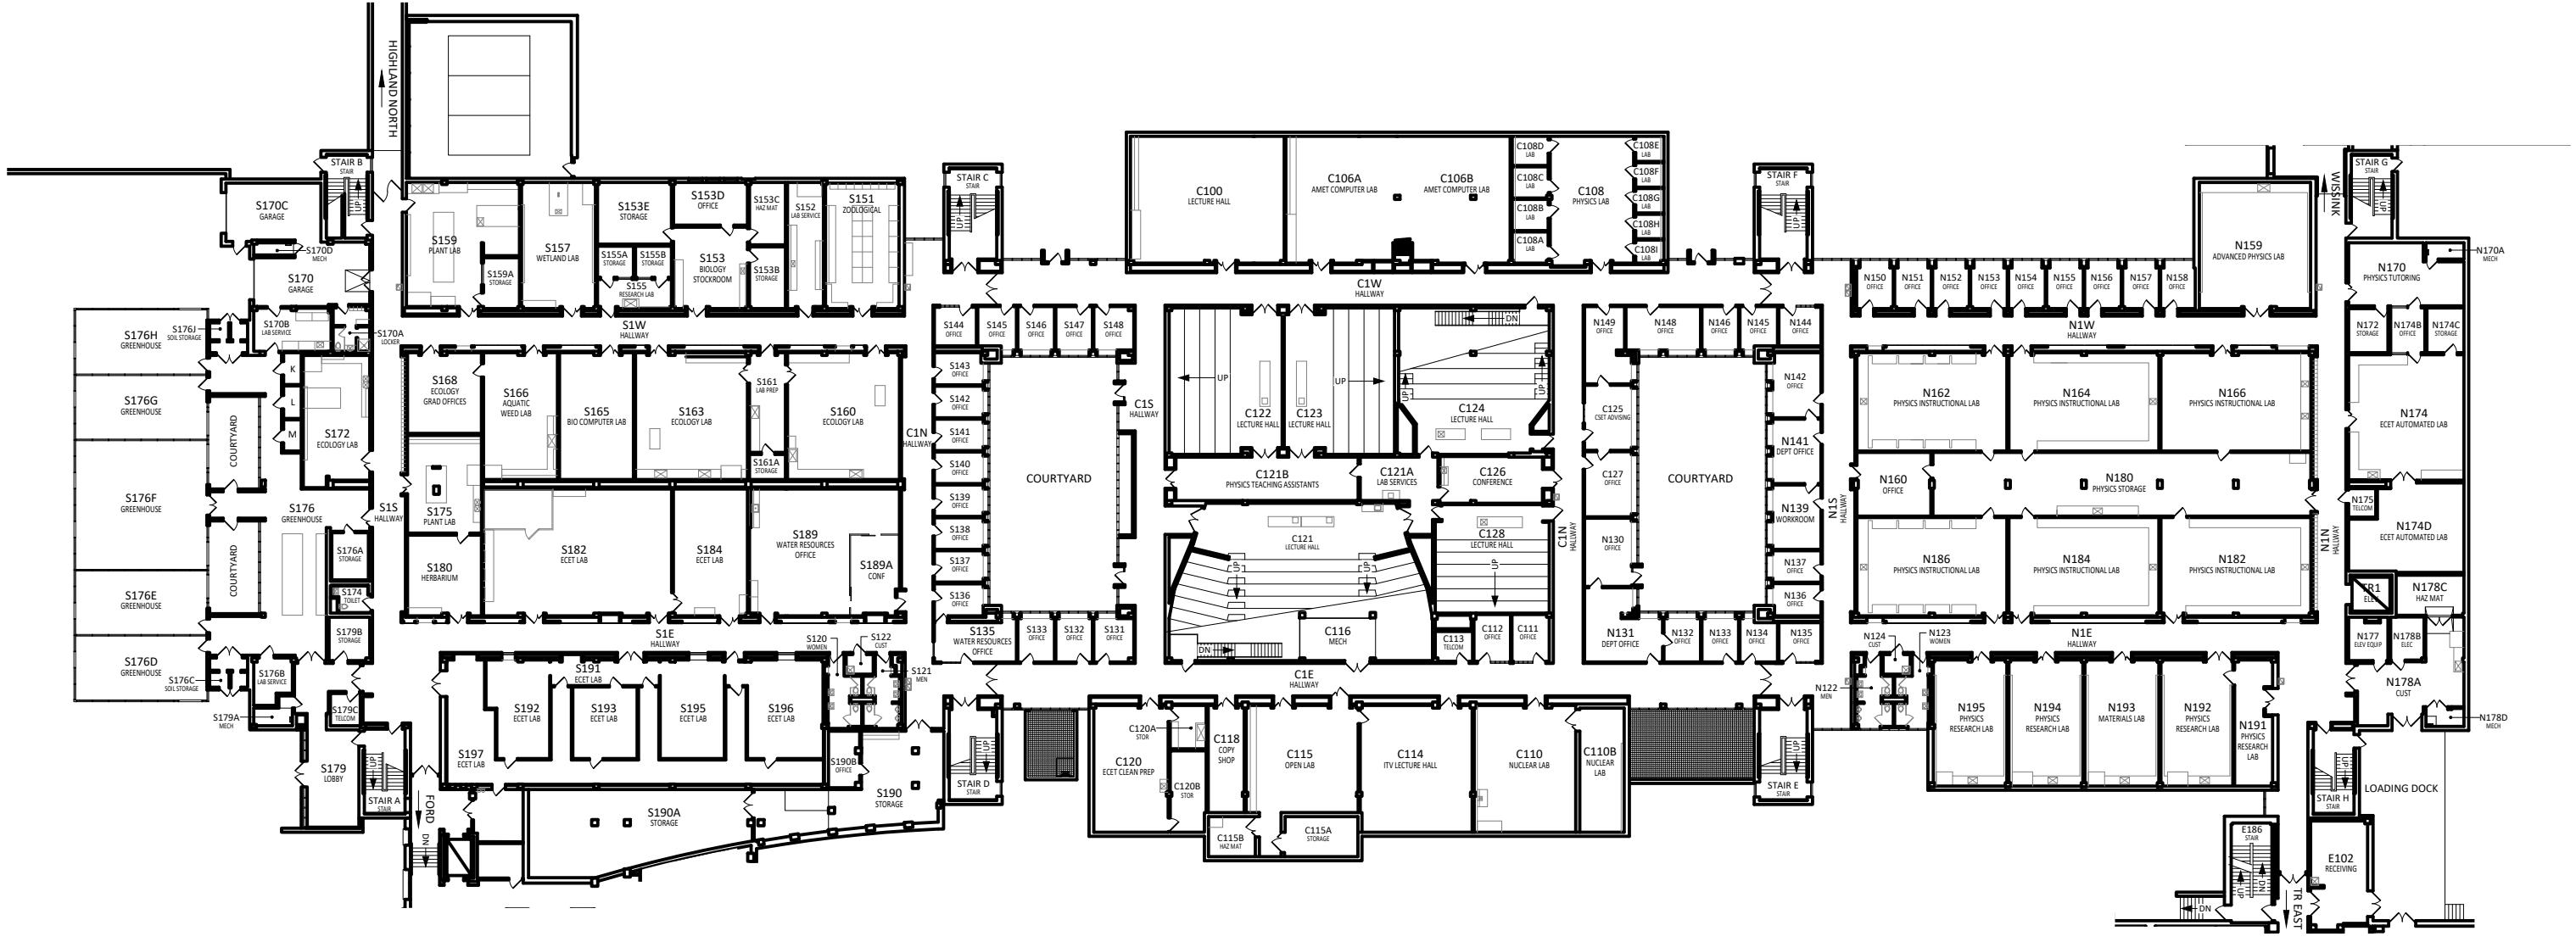 HIGHLAND NORTH
STAIR B
STAIR
UP
S170C
GARAGE
S170D
MECH
S170
GARAGE
S170B
LAB SERVICE
S170A
LOCKER
S176J
SOIL STORAGE
S176H
GREENHOUSE
S176G
GREENHOUSE
S176F
GREENHOUSE
S176E
GREENHOUSE
S176D
GREENHOUSE
S176C
SOIL STORAGE
COURTYARD
COURTYARD
K
L
M
S172
ECOLOGY LAB
S176
GREENHOUSE
S176A
STORAGE
S174
TOILET
S179B
STORAGE
S176B
LAB SERVICE
S179A
MECH
S179C
TELCOM
S179
LOBBY
STAIR A
STAIR
UP
FORD
DN
S1S
HALLWAY
S159
PLANT LAB
S159A
STORAGE
S157
WETLAND LAB
S153E
STORAGE
S153D
OFFICE
S153C
HAZ MAT
S155A
STORAGE
S155B
STORAGE
S155
RESEARCH LAB
S153
BIOLOGY
STOCKROOM
S153B
STORAGE
S152
LAB SERVICE
S151
ZOOLOGICAL
S1W
HALLWAY
S168
ECOLOGY
GRAD OFFICES
S166
AQUATIC
WEED LAB
S165
BIO COMPUTER LAB
S163
ECOLOGY LAB
S161
LAB PREP
S161A
STORAGE
S160
ECOLOGY LAB
S175
PLANT LAB
S180
HERBARIUM
S182
ECET LAB
S184
ECET LAB
S189
WATER RESOURCES
OFFICE
S189A
CONF
S1E
HALLWAY
S120
WOMEN
S122
CUST
S121
MEN
S191
ECET LAB
S192
ECET LAB
S193
ECET LAB
S195
ECET LAB
S196
ECET LAB
S197
ECET LAB
S190B
OFFICE
S190
STORAGE
S190A
STORAGE
STAIR C
STAIR
UP
C1N
HALLWAY
S144
OFFICE
S145
OFFICE
S146
OFFICE
S147
OFFICE
S148
OFFICE
S143
OFFICE
S142
OFFICE
S141
OFFICE
S140
OFFICE
S139
OFFICE
S138
OFFICE
S137
OFFICE
S136
OFFICE
S135
WATER RESOURCES
OFFICE
S133
OFFICE
S132
OFFICE
S131
OFFICE
COURTYARD
C1S
HALLWAY
STAIR D
STAIR
UP
C100
LECTURE HALL
C106A
AMET COMPUTER LAB
C106B
AMET COMPUTER LAB
C108D
LAB
C108C
LAB
C108B
LAB
C108A
LAB
C108
PHYSICS LAB
C108E
LAB
C108F
LAB
C108G
LAB
C108H
LAB
C108I
LAB
C1W
HALLWAY
UP
C122
LECTURE HALL
C123
LECTURE HALL
UP
DN
UP
UP
C124
LECTURE HALL
C121B
PHYSICS TEACHING ASSISTANTS
C121A
LAB SERVICES
C126
CONFERENCE
C121
LECTURE HALL
UP
UP
C128
LECTURE HALL
UP
DN
C116
MECH
C113
TELCOM
C112
OFFICE
C111
OFFICE
C1E
HALLWAY
C1N
HALLWAY
C120
ECET CLEAN PREP
C120A
STOR
C120B
STOR
C118
COPY
SHOP
C115
OPEN LAB
C115B
HAZ MAT
C115A
STORAGE
C114
ITV LECTURE HALL
C110
NUCLEAR LAB
C110B
NUCLEAR
LAB
STAIR F
STAIR
UP
N149
OFFICE
N148
OFFICE
N146
OFFICE
N145
OFFICE
N144
OFFICE
C125
CSET ADVISING
C127
OFFICE
N130
OFFICE
N131
DEPT OFFICE
COURTYARD
N142
OFFICE
N141
DEPT OFFICE
N139
WORKROOM
N137
OFFICE
N136
OFFICE
N132
OFFICE
N133
OFFICE
N134
OFFICE
N135
OFFICE
N1S
HALLWAY
STAIR E
STAIR
UP
N150
OFFICE
N151
OFFICE
N152
OFFICE
N153
OFFICE
N154
OFFICE
N155
OFFICE
N156
OFFICE
N157
OFFICE
N158
OFFICE
N159
ADVANCED PHYSICS LAB
N1W
HALLWAY
N162
PHYSICS INSTRUCTIONAL LAB
N164
PHYSICS INSTRUCTIONAL LAB
N166
PHYSICS INSTRUCTIONAL LAB
N160
OFFICE
N180
PHYSICS STORAGE
N186
PHYSICS INSTRUCTIONAL LAB
N184
PHYSICS INSTRUCTIONAL LAB
N182
PHYSICS INSTRUCTIONAL LAB
N1E
HALLWAY
N1N
HALLWAY
N124
CUST
N123
WOMEN
N122
MEN
N195
PHYSICS
RESEARCH LAB
N194
PHYSICS
RESEARCH LAB
N193
MATERIALS LAB
N192
PHYSICS
RESEARCH LAB
N191
PHYSICS
RESEARCH
LAB
WISSINK
STAIR G
STAIR
UP
N170
PHYSICS TUTORING
N170A
MECH
N172
STORAGE
N174B
OFFICE
N174C
STORAGE
N174
ECET AUTOMATED LAB
N175
TELCOM
N174D
ECET AUTOMATED LAB
TR1
ELEC
N178C
HAZ MAT
N177
ELEV EQUIP
N178B
ELEC
N178A
CUST
N178D
MECH
UP
STAIR H
STAIR
LOADING DOCK
E186
STAIR
UP
DN
DN
E102
RECEIVING
TR EAST